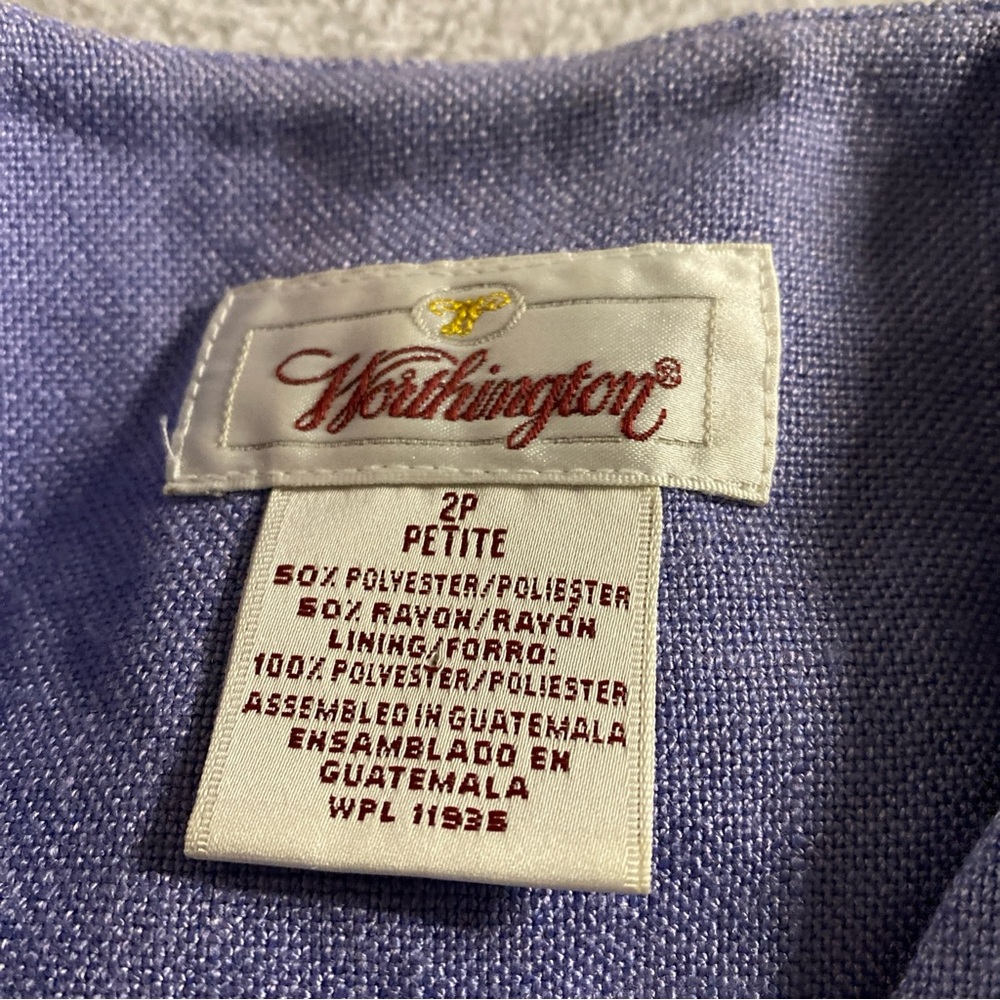 Worthington®
2P
PETITE
50% POLYESTER/POLIESTER
50% RAYON/RAYÓN
LINING/FORRO:
100% POLYESTER/POLIESTER
ASSEMBLED IN GUATEMALA
ENSAMBLADO EN
GUATEMALA
WPL 11935